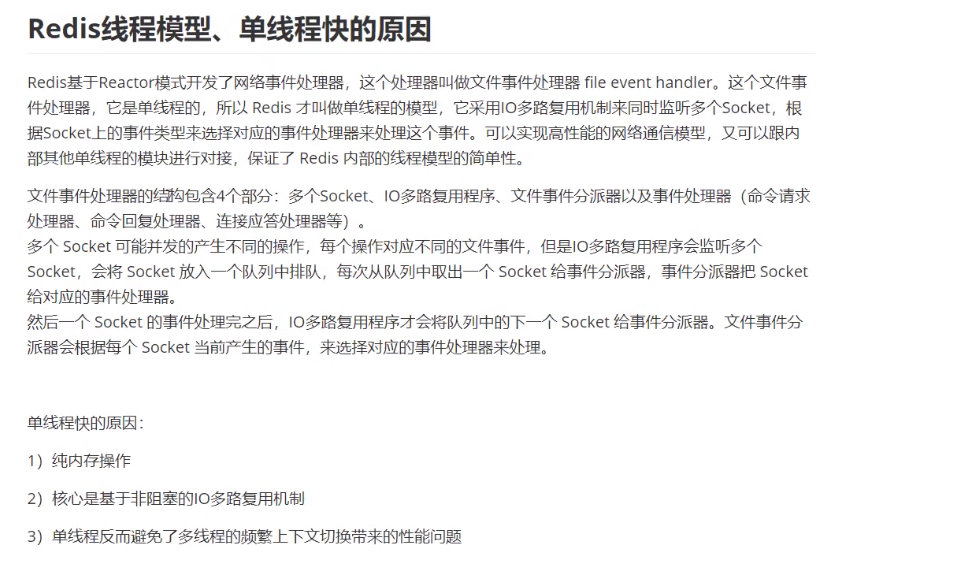 Redis线程模型、单线程快的原因
Redis基于Reactor模式开发了网络事件处理器，这个处理器叫做文件事件处理器 file event handler。这个文件事
件处理器，它是单线程的，所以 Redis 才叫做单线程的模型，它采用IO多路复用机制来同时监听多个Socket，根
据Socket上的事件类型来选择对应的事件处理器来处理这个事件。可以实现高性能的网络通信模型，又可以跟内
部其他单线程的模块进行对接，保证了 Redis 内部的线程模型的简单性。
文件事件处理器的结构包含4个部分：多个Socket、IO多路复用程序、文件事件分派器以及事件处理器（命令请求
处理器、命令回复处理器、连接应答处理器等）。
多个 Socket 可能并发的产生不同的操作，每个操作对应不同的文件事件，但是IO多路复用程序会监听多个
Socket，会将 Socket 放入一个队列中排队，每次从队列中取出一个 Socket 给事件分派器，事件分派器把 Socket
给对应的事件处理器。
然后一个 Socket 的事件处理完之后，IO多路复用程序才会将队列中的下一个 Socket 给事件分派器。文件事件分
派器会根据每个 Socket 当前产生的事件，来选择对应的事件处理器来处理。
单线程快的原因：
1）纯内存操作
2）核心是基于非阻塞的IO多路复用机制
3）单线程反而避免了多线程的频繁上下文切换带来的性能问题